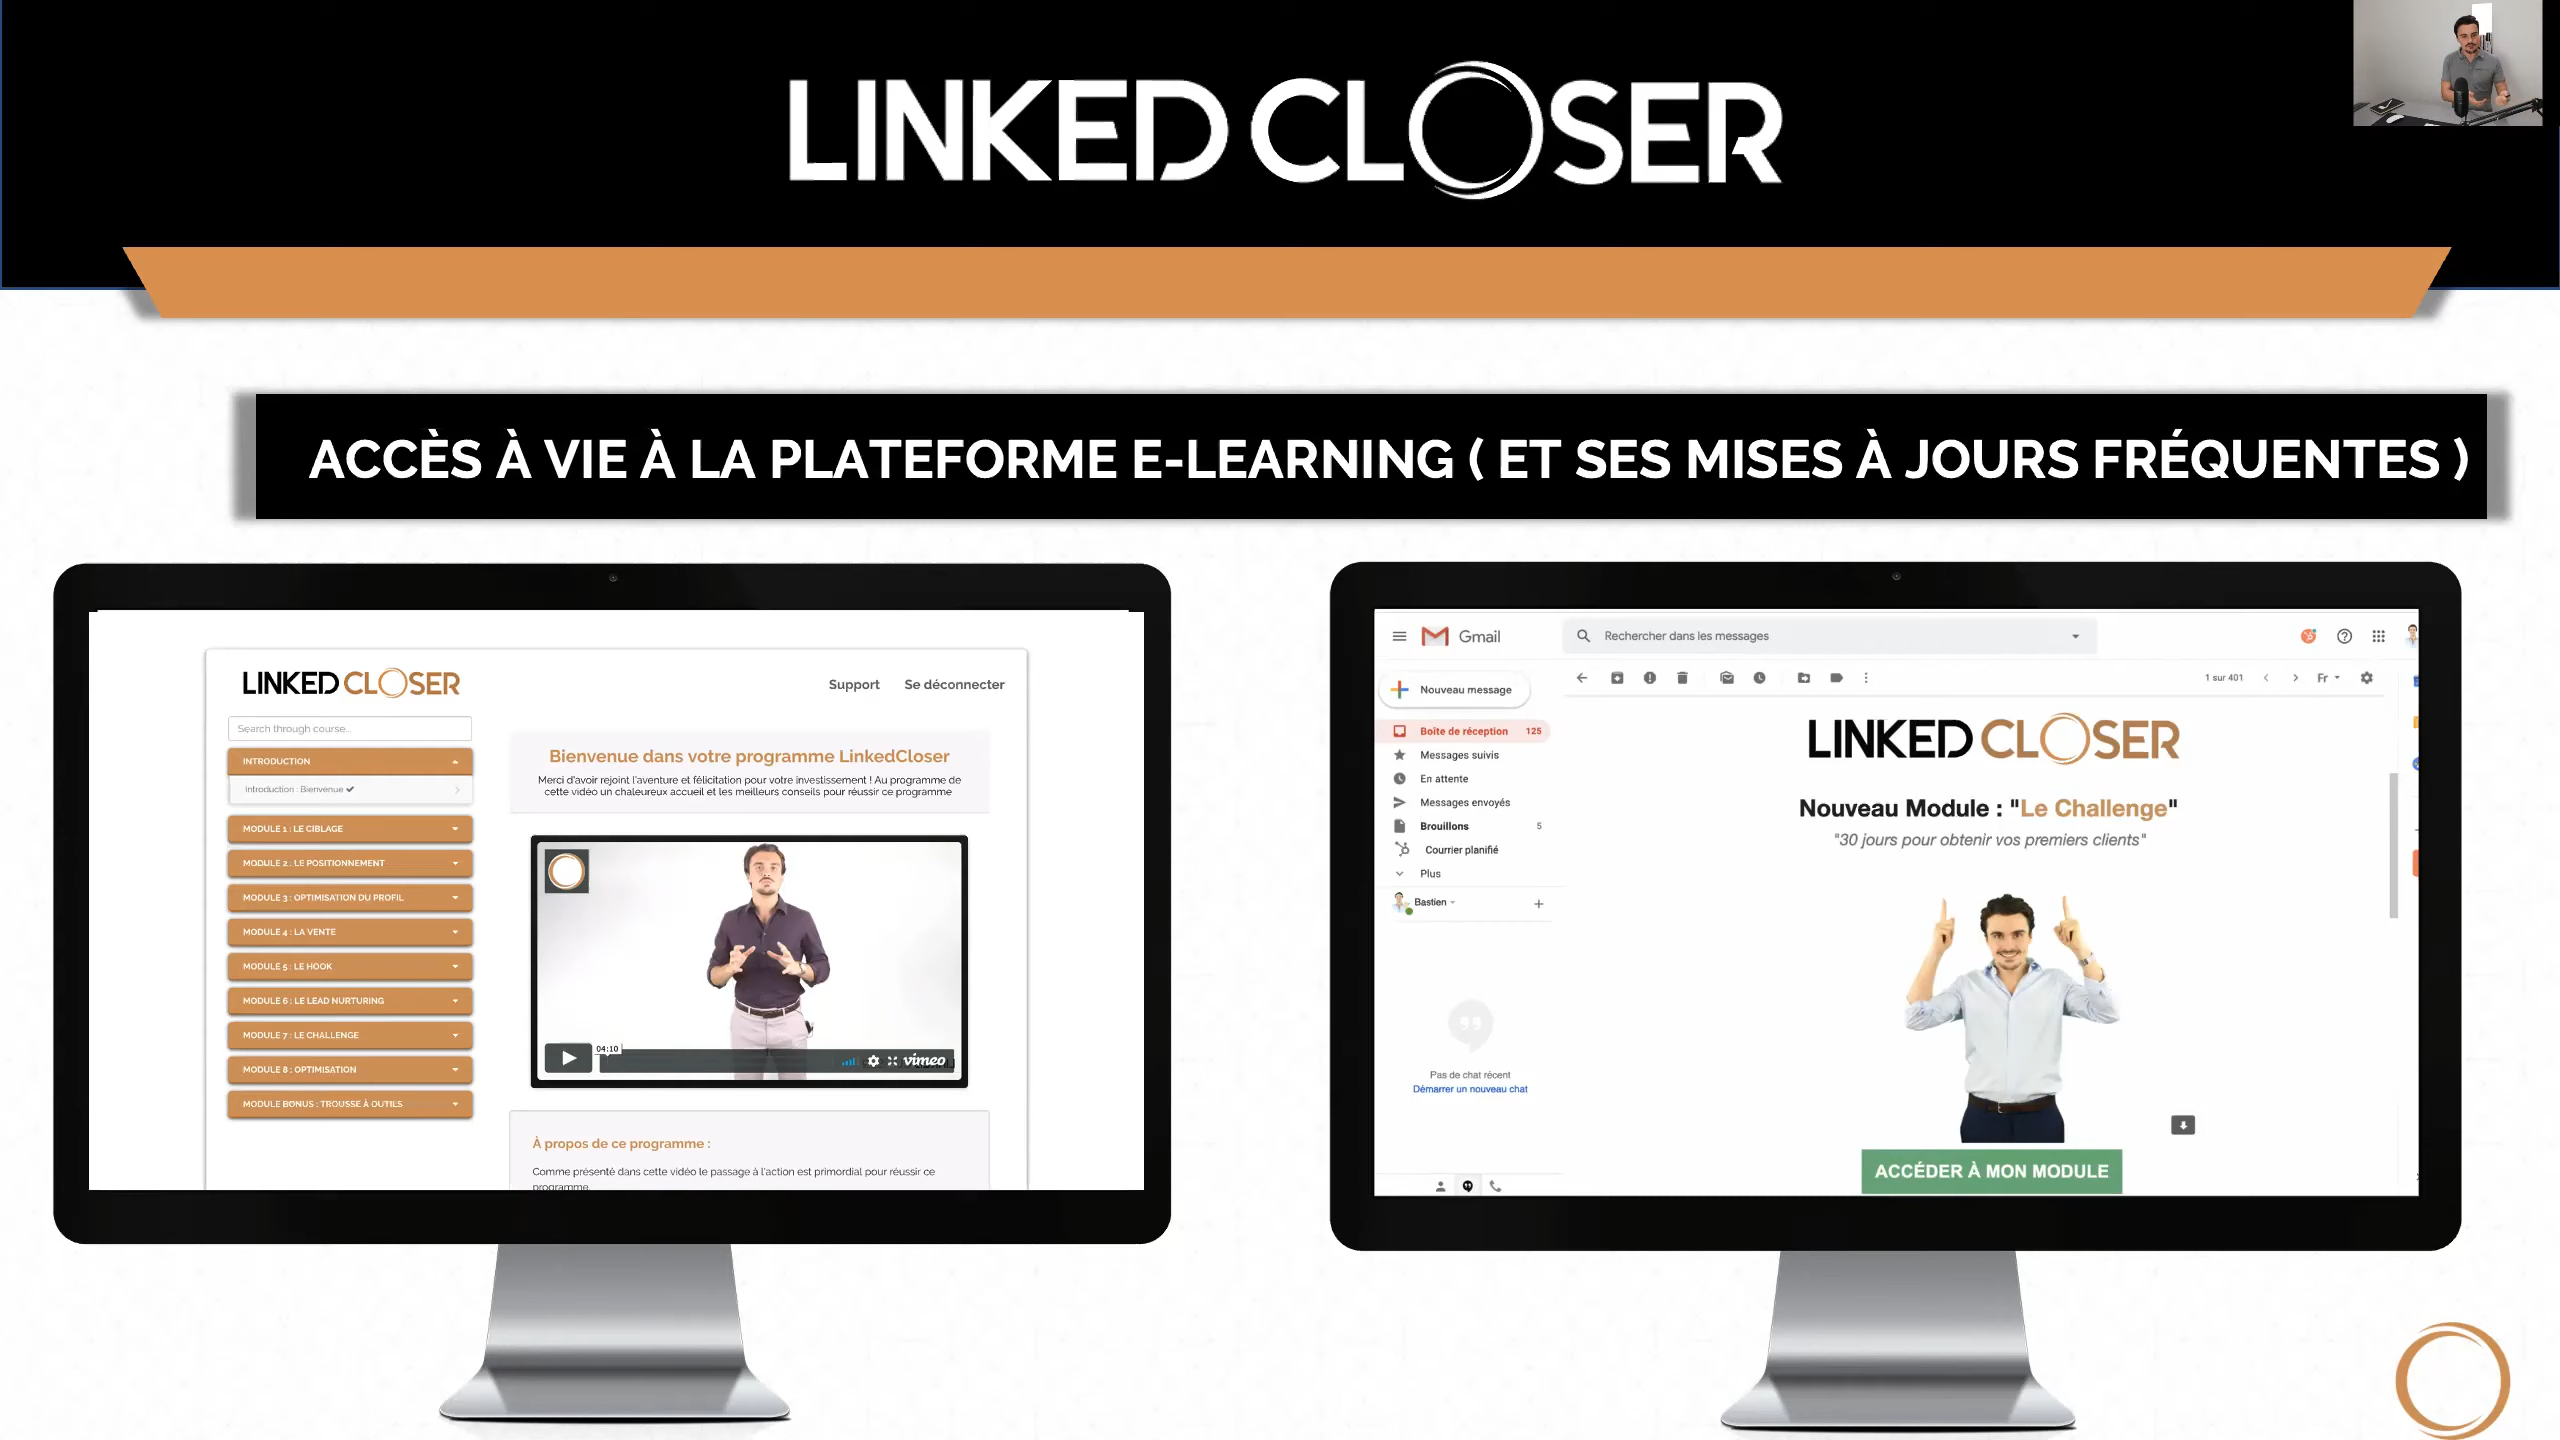 LINKED CLOSER
ACCÈS À VIE À LA PLATEFORME E-LEARNING ( ET SES MISES À JOURS FRÉQUENTES )
LINKED CLOSER
Support
Se déconnecter
Search through course...
INTRODUCTION
Introduction : Bienvenue
MODULE 1 : LE CIBLAGE
MODULE 2 : LE POSITIONNEMENT
MODULE 3 : OPTIMISATION DU PROFIL
MODULE 4 : LA VENTE
MODULE 5 : LE HOOK
MODULE 6 : LE LEAD NURTURING
MODULE 7 : LE CHALLENGE
MODULE 8 : OPTIMISATION
MODULE BONUS : TROUSSE À OUTILS
Bienvenue dans votre programme LinkedCloser
Merci d'avoir rejoint l'aventure et félicitation pour votre investissement ! Au programme de
cette vidéo un chaleureux accueil et les meilleurs conseils pour réussir ce programme
04:10
vimeo
À propos de ce programme :
Comme présenté dans cette vidéo le passage à l'action est primordial pour réussir ce
programme.
Gmail
Rechercher dans les messages
Nouveau message
1 sur 401
Fr
Boîte de réception 125
Messages suivis
En attente
Messages envoyés
Brouillons 5
Courrier planifié
Plus
Bastien
Pas de chat récent
Démarrer un nouveau chat
LINKED CLOSER
Nouveau Module : "Le Challenge"
"30 jours pour obtenir vos premiers clients"
ACCÉDER À MON MODULE